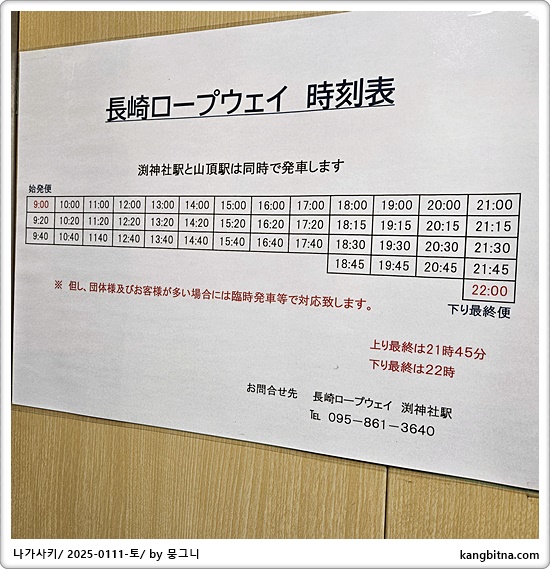 長崎ロープウェイ 時刻表
渕神社駅と山頂駅は同時で発車します
始発便
9:00 10:00 11:00 12:00 13:00 14:00 15:00 16:00 17:00 18:00 19:00 20:00 21:00
9:20 10:20 11:20 12:20 13:20 14:20 15:20 16:20 17:20 18:15 19:15 20:15 21:15
9:40 10:40 1140 12:40 13:40 14:40 15:40 16:40 17:40 18:30 19:30 20:30 21:30
18:45 19:45 20:45 21:45
22:00
下り最終便
※ 但し、団体様及びお客様が多い場合には臨時発車等で対応致します。
上り最終は21時45分
下り最終は22時
お問合せ先 長崎ロープウェイ 渕神社駅
℡ 095-861-3640
나가사키/ 2025-0111-토/ by 뭉그니
kangbitna.com